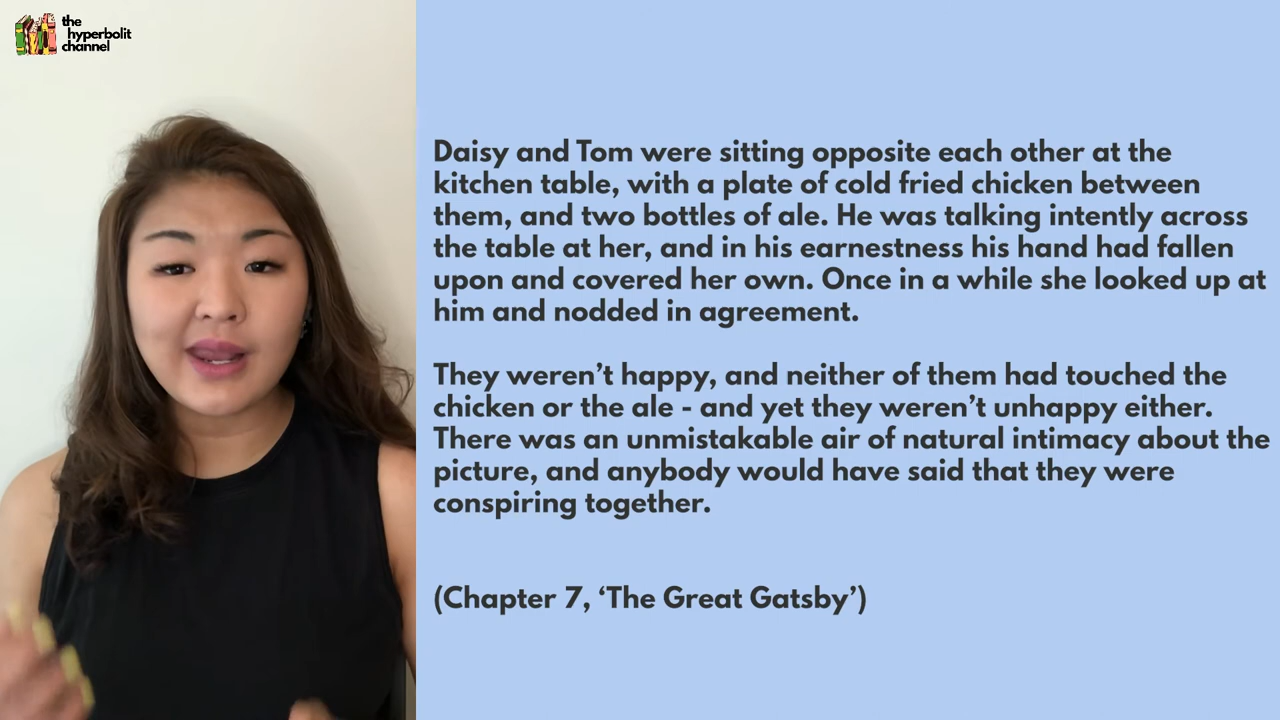 the
hyperbolit
channel
Daisy and Tom were sitting opposite each other at the
kitchen table, with a plate of cold fried chicken between
them, and two bottles of ale. He was talking intently across
the table at her, and in his earnestness his hand had fallen
upon and covered her own. Once in a while she looked up at
him and nodded in agreement.
They weren’t happy, and neither of them had touched the
chicken or the ale - and yet they weren’t unhappy either.
There was an unmistakable air of natural intimacy about the
picture, and anybody would have said that they were
conspiring together.
(Chapter 7, ‘The Great Gatsby’)